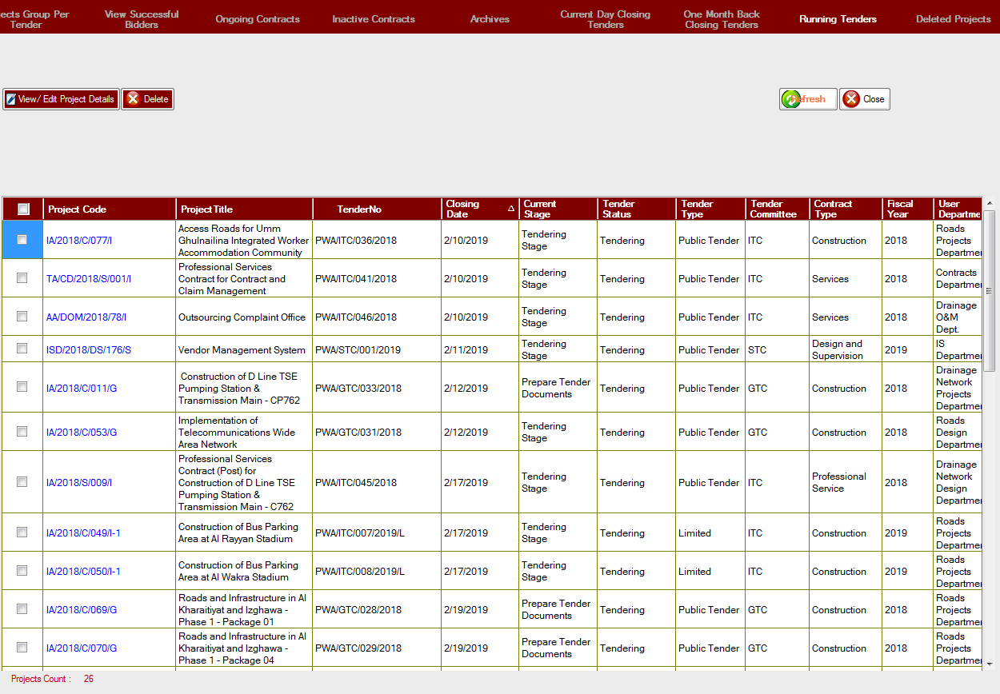 ects Group Per
Tender
View Successful
Bidders
Ongoing Contracts
Inactive Contracts
Archives
Current Day Closing
Tenders
One Month Back
Closing Tenders
Running Tenders
Deleted Projects
View/ Edit Project Details
Delete
Refresh
Close
Project Code
Project Title
TenderNo
Closing
Date
Current
Stage
Tender
Status
Tender
Type
Tender
Committee
Contract
Type
Fiscal
Year
User
Departme
IA/2018/C/077/I
Access Roads for Umm
Ghulnailina Integrated Worker
Accommodation Community
PWA/ITC/036/2018
2/10/2019
Tendering
Stage
Tendering
Public Tender
ITC
Construction
2018
Roads
Projects
Departmer
TA/CD/2018/S/001/I
Professional Services
Contract for Contract and
Claim Management
PWA/ITC/041/2018
2/10/2019
Tendering
Stage
Tendering
Public Tender
ITC
Services
2018
Contracts
Departmer
AA/DOM/2018/78/I
Outsourcing Complaint Office
PWA/ITC/046/2018
2/10/2019
Tendering
Stage
Tendering
Public Tender
ITC
Services
2018
Drainage
O&M
Dept.
ISD/2018/DS/176/S
Vendor Management System
PWA/STC/001/2019
2/11/2019
Tendering
Stage
Tendering
Public Tender
STC
Design and
Supervision
2019
IS
Departmer
IA/2018/C/011/G
Construction of D Line TSE
Pumping Station &
Transmission Main - CP762
PWA/GTC/033/2018
2/12/2019
Prepare Tender
Documents
Tendering
Public Tender
GTC
Construction
2018
Drainage
Network
Projects
Departmer
IA/2018/C/053/G
Implementation of
Telecommunications Wide
Area Network
PWA/GTC/031/2018
2/12/2019
Tendering
Stage
Tendering
Public Tender
GTC
Construction
2018
Roads
Design
Departmer
IA/2018/S/009/I
Professional Services
Contract (Post) for
Construction of D Line TSE
Pumping Station &
Transmission Main - C762
PWA/ITC/045/2018
2/17/2019
Tendering
Stage
Tendering
Public Tender
ITC
Professional
Service
2018
Drainage
Network
Design
Departmer
IA/2018/C/049/I-1
Construction of Bus Parking
Area at Al Rayyan Stadium
PWA/ITC/007/2019/L
2/17/2019
Tendering
Stage
Tendering
Limited
ITC
Construction
2019
Roads
Projects
Departmer
IA/2018/C/050/I-1
Construction of Bus Parking
Area at Al Wakra Stadium
PWA/ITC/008/2019/L
2/17/2019
Tendering
Stage
Tendering
Limited
ITC
Construction
2019
Roads
Projects
Departmer
IA/2018/C/069/G
Roads and Infrastructure in Al
Kharaitiyat and Izghawa -
Phase 1 - Package 01
PWA/GTC/028/2018
2/19/2019
Prepare Tender
Documents
Tendering
Public Tender
GTC
Construction
2018
Roads
Projects
Departmer
IA/2018/C/070/G
Roads and Infrastructure in Al
Kharaitiyat and Izghawa -
Phase 1 - Package 04
PWA/GTC/029/2018
2/19/2019
Prepare Tender
Documents
Tendering
Public Tender
GTC
Construction
2018
Roads
Projects
Departmer
Projects Count : 26